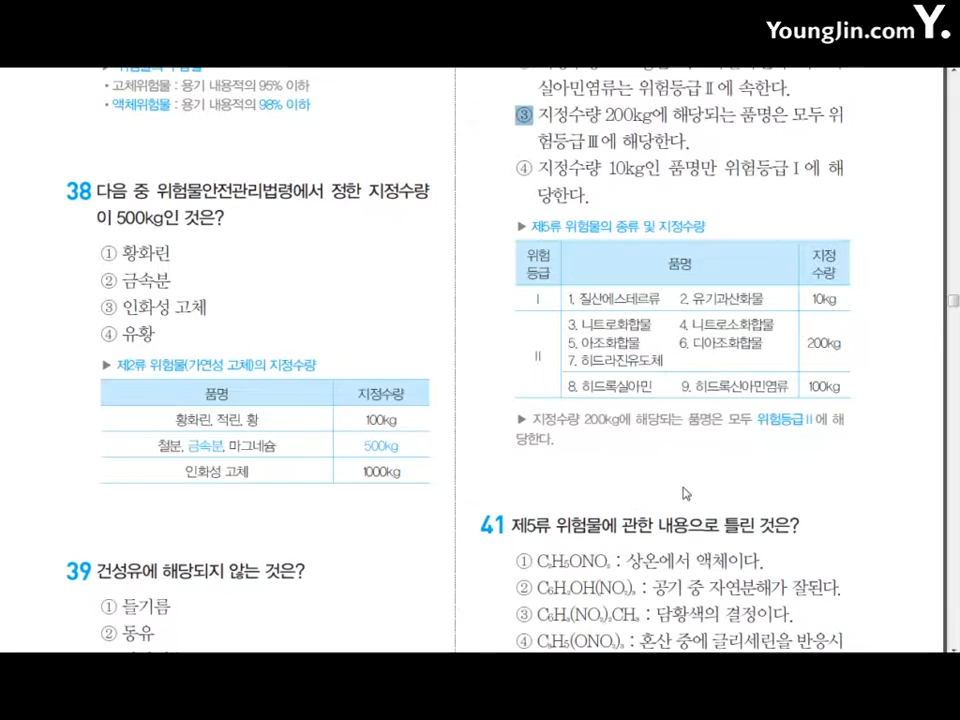 YoungJin.com Y.
• 고체위험물 : 용기 내용적의 95% 이하
• 액체위험물 : 용기 내용적의 98% 이하
38 다음 중 위험물안전관리법령에서 정한 지정수량
이 500kg인 것은?
① 황화린
② 금속분
③ 인화성 고체
④ 유황
▶ 제2류 위험물(가연성 고체)의 지정수량
품명 지정수량
황화린, 적린, 황 100kg
철분, 금속분, 마그네슘 500kg
인화성 고체 1000kg
39 건성유에 해당되지 않는 것은?
① 들기름
② 동유
실아민염류는 위험등급Ⅱ에 속한다.
③ 지정수량 200kg에 해당되는 품명은 모두 위
험등급Ⅲ에 해당한다.
④ 지정수량 10kg인 품명만 위험등급Ⅰ에 해
당한다.
▶ 제5류 위험물의 종류 및 지정수량
위험
등급 품명 지정
수량
Ⅰ 1. 질산에스테르류 2. 유기과산화물 10kg
3. 니트로화합물 4. 니트로소화합물
Ⅱ 5. 아조화합물 6. 디아조화합물 200kg
7. 히드라진유도체
8. 히드록실아민 9. 히드록신아민염류 100kg
▶ 지정수량 200kg에 해당되는 품명은 모두 위험등급Ⅱ에 해
당한다.
41 제5류 위험물에 관한 내용으로 틀린 것은?
① C₂H₅ONO₂ : 상온에서 액체이다.
② C₆H₂OH(NO₂)₃ : 공기 중 자연분해가 잘된다.
③ C₆H₃(NO₂)₂CH₃ : 담황색의 결정이다.
④ C₃H₅(ONO₂)₃ : 혼산 중에 글리세린을 반응시